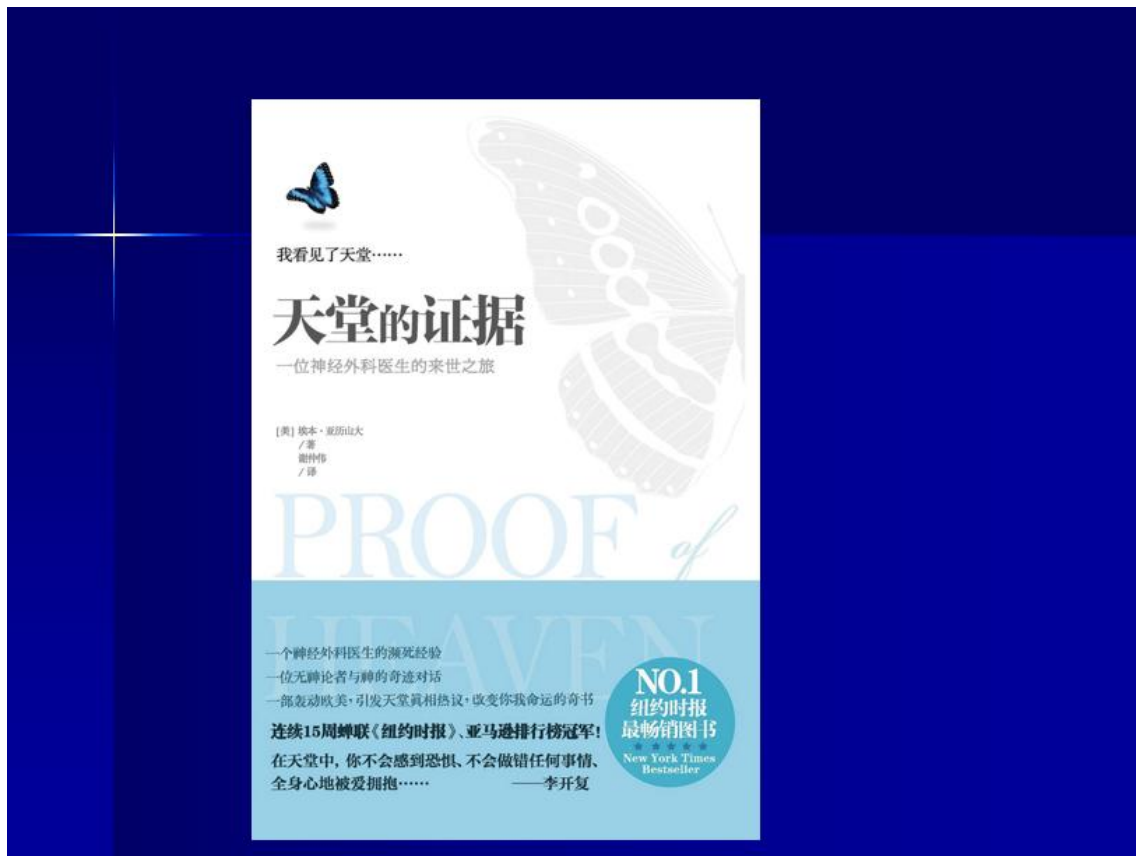 我看见了天堂……
天堂的证据
一位神经外科医生的来世之旅
[美] 埃本·亚历山大
/ 著
谢仲伟
/ 译
PROOF of
HEAVEN
一个神经外科医生的濒死经验
一位无神论者与神的奇迹对话
一部轰动欧美,引发天堂真相热议,改变你我命运的奇书
连续15周蝉联《纽约时报》、亚马逊排行榜冠军!
在天堂中,你不会感到恐惧、不会做错任何事情、
全身心地被爱拥抱…… ——李开复
NO.1
纽约时报
最畅销图书
★ ★ ★ ★ ★
New York Times
Bestseller